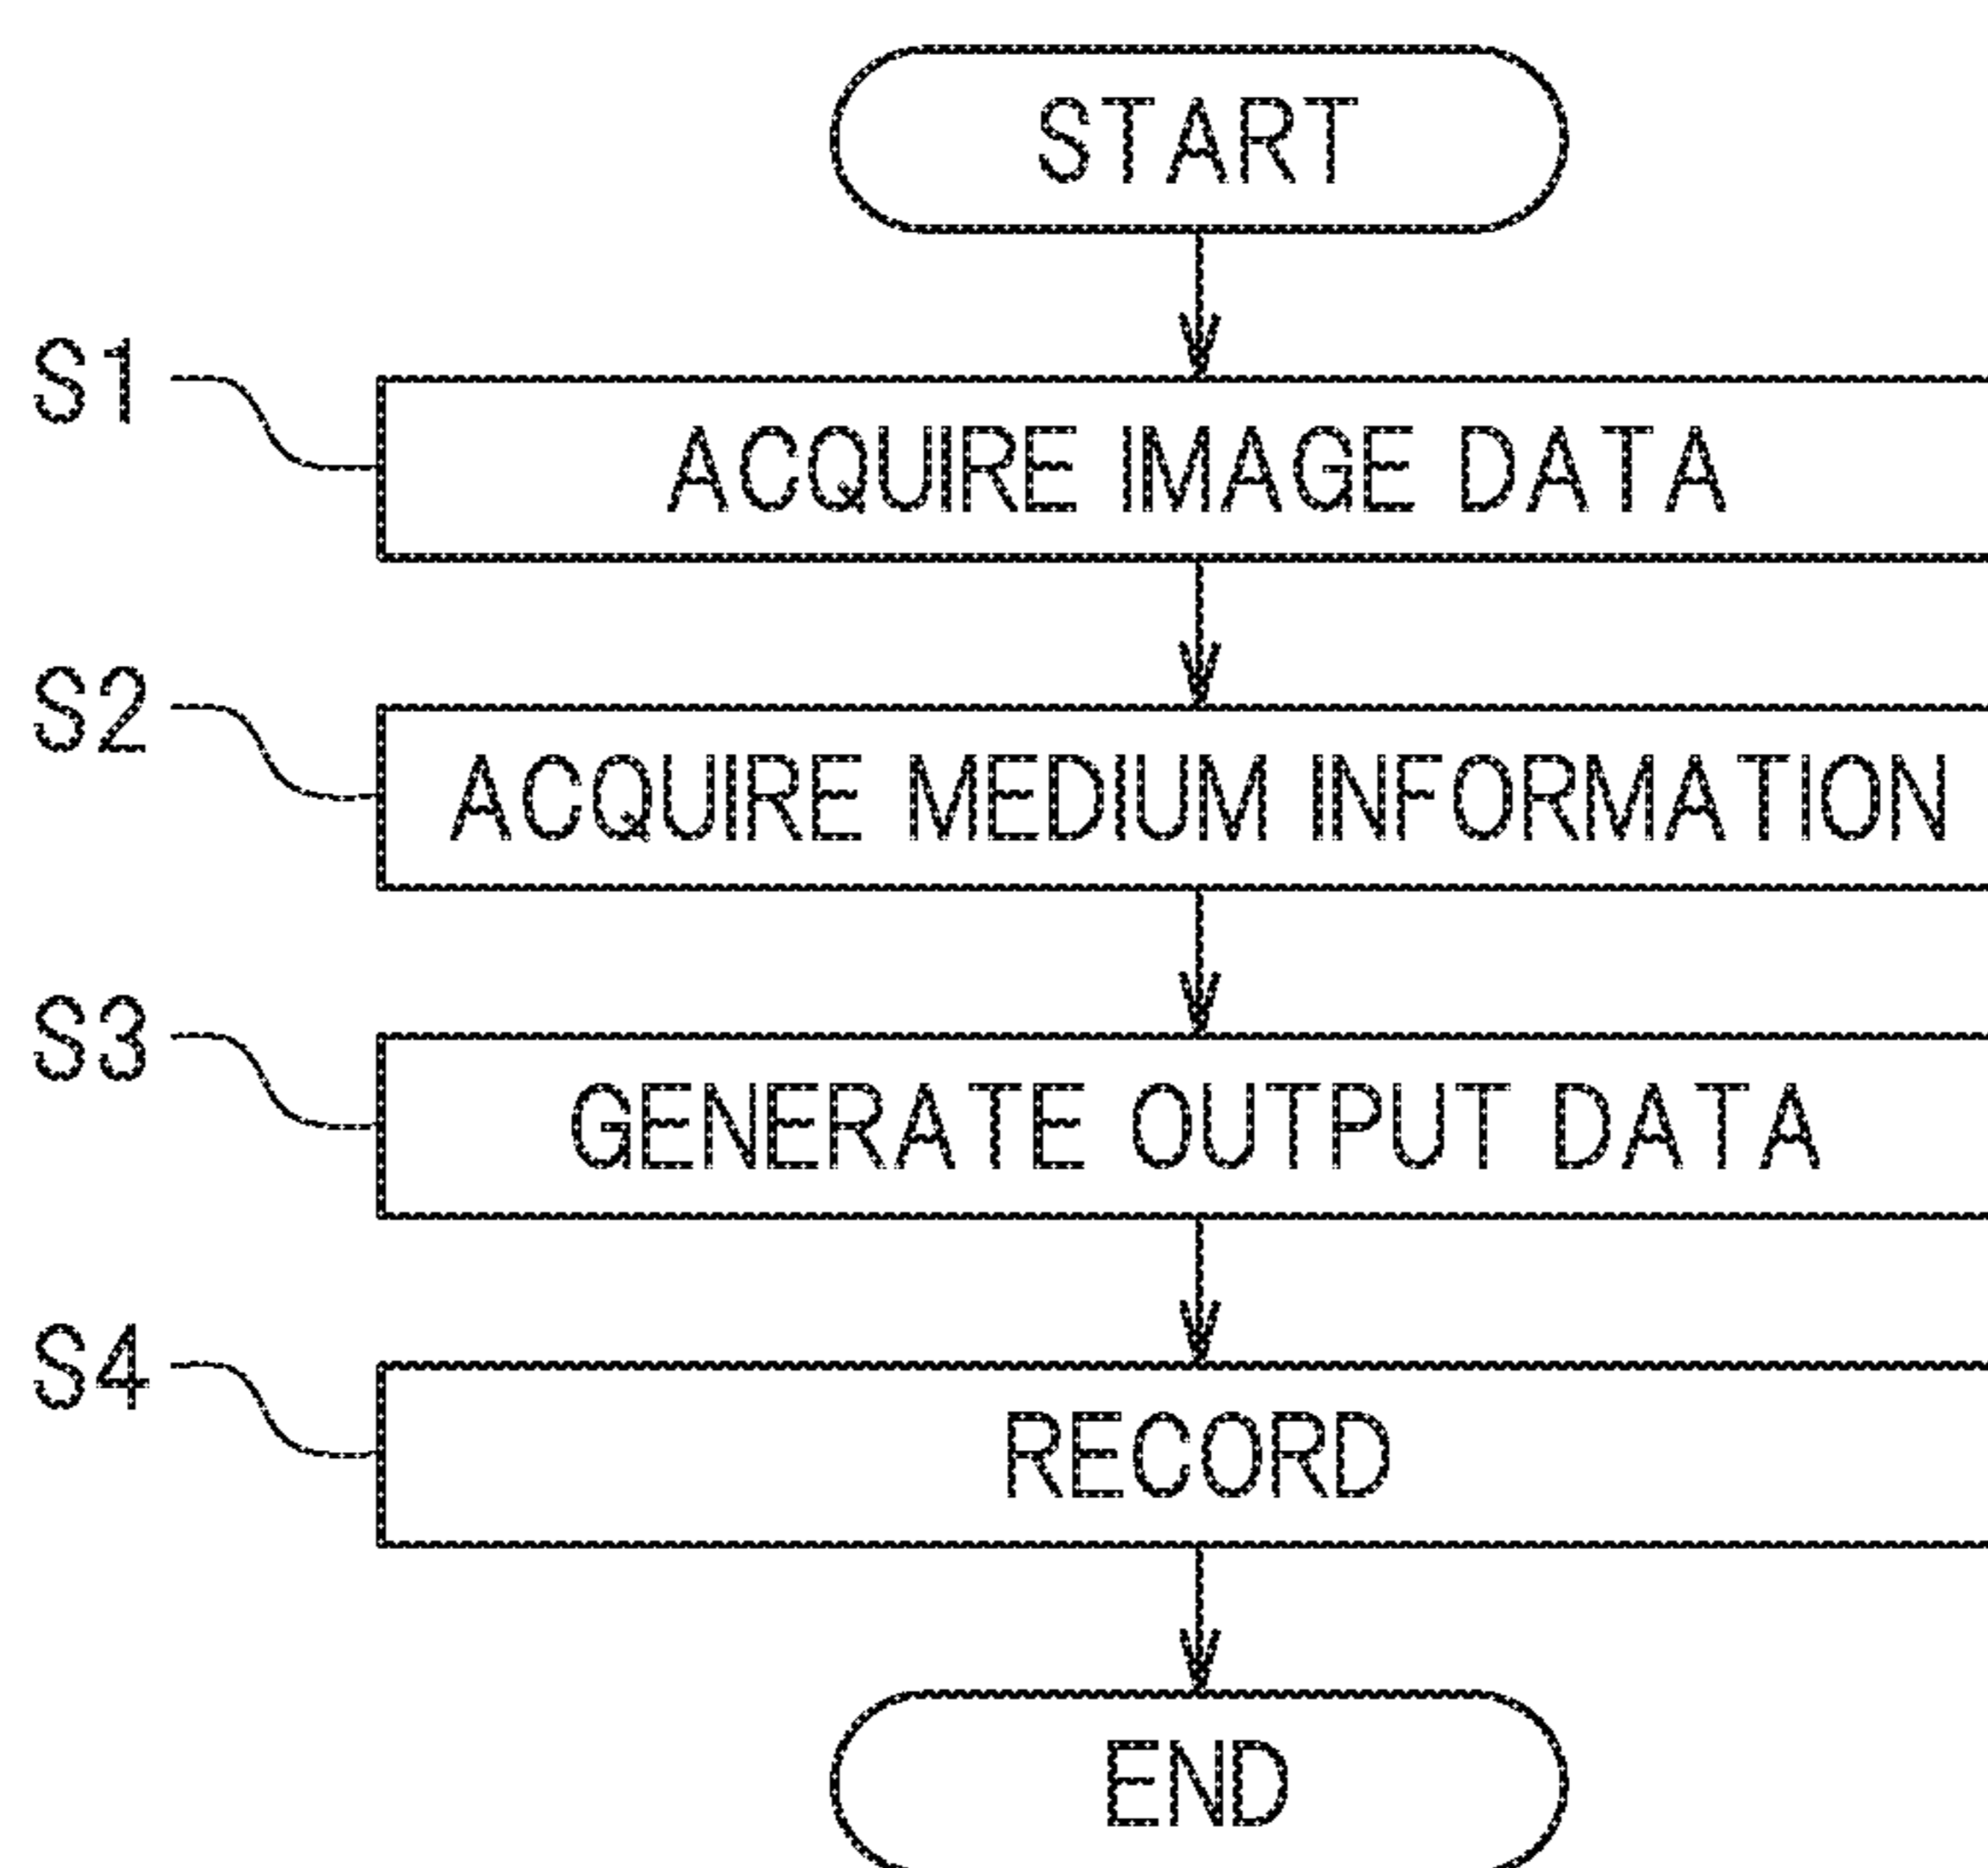 START
S1
ACQUIRE IMAGE DATA
S2
ACQUIRE MEDIUM INFORMATION
S3
GENERATE OUTPUT DATA
S4
RECORD
END